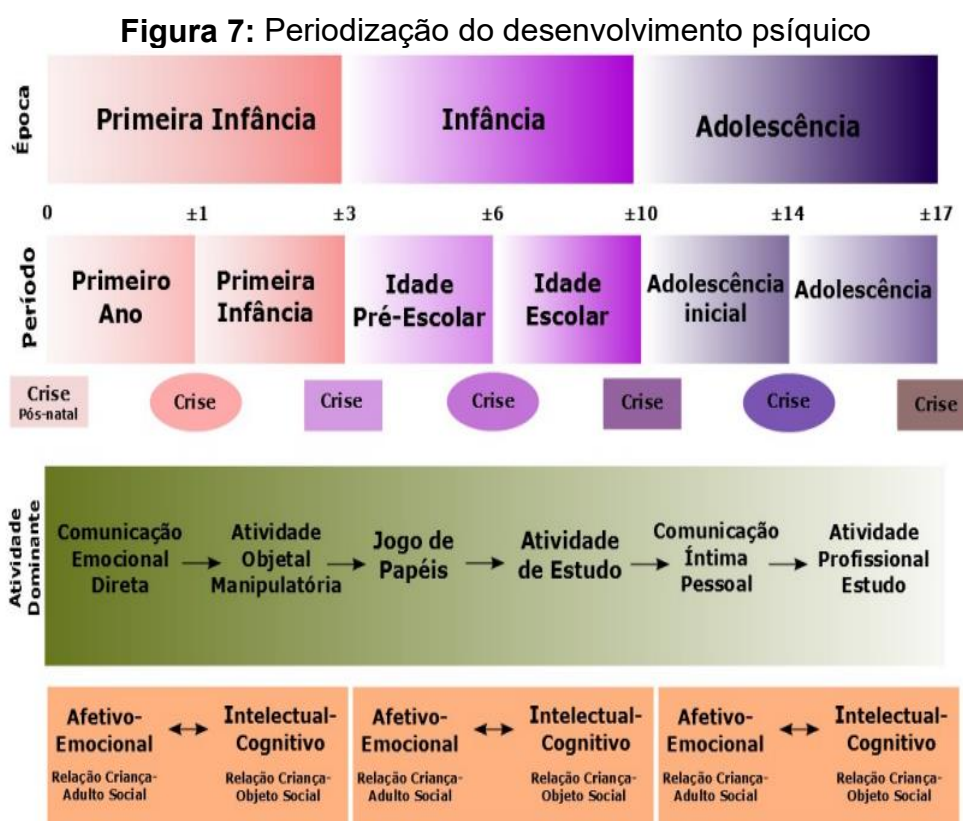 Figura 7: Periodização do desenvolvimento psíquico
Época
Primeira Infância
Infância
Adolescência
0 ±1 ±3 ±6 ±10 ±14 ±17
Período
Primeiro
Ano
Primeira
Infância
Idade
Pré-Escolar
Idade
Escolar
Adolescência
inicial
Adolescência
Crise
Pós-natal
Crise
Crise
Crise
Crise
Crise
Crise
Atividade
Dominante
Comunicação
Emocional
Direta
Atividade
Objetal
Manipulatória
Jogo de
Papéis
Atividade
de Estudo
Comunicação
Íntima
Pessoal
Atividade
Profissional
Estudo
Afetivo-
Emocional
Relação Criança-
Adulto Social
Intelectual-
Cognitivo
Relação Criança-
Objeto Social
Afetivo-
Emocional
Relação Criança-
Adulto Social
Intelectual-
Cognitivo
Relação Criança-
Objeto Social
Afetivo-
Emocional
Relação Criança-
Adulto Social
Intelectual-
Cognitivo
Relação Criança-
Objeto Social